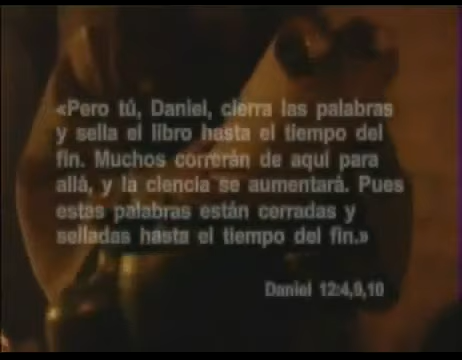 «Pero tú, Daniel, cierra las palabras
y sella el libro hasta el tiempo del
fin. Muchos correrán de aquí para
allá, y la ciencia se aumentará. Pues
estas palabras están cerradas y
selladas hasta el tiempo del fin.»
Daniel 12:4,9,10